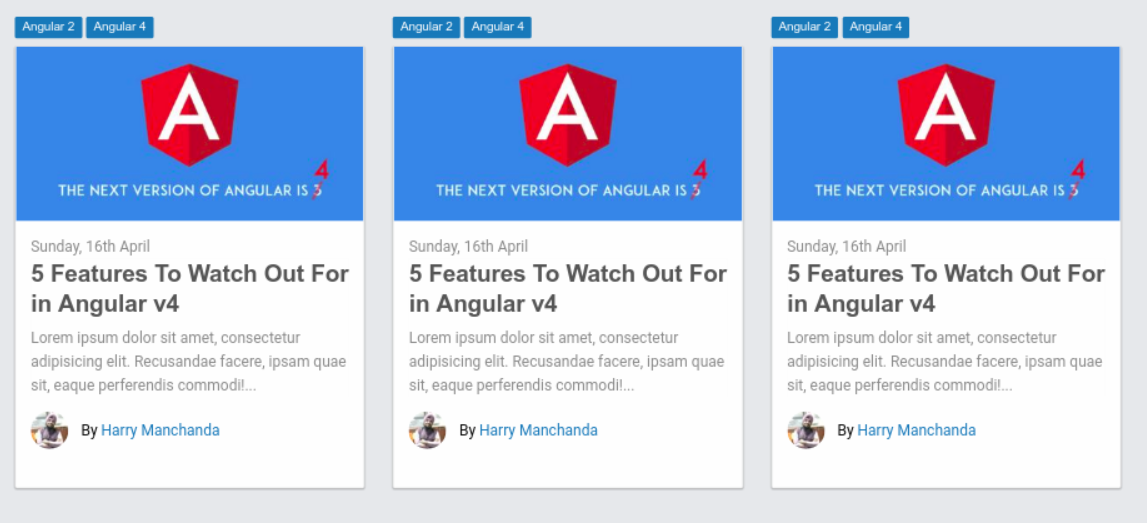 Angular 2 Angular 4
A
4
THE NEXT VERSION OF ANGULAR IS 3
Sunday, 16th April
5 Features To Watch Out For
in Angular v4
Lorem ipsum dolor sit amet, consectetur
adipisicing elit. Recusandae facere, ipsam quae
sit, eaque perferendis commodi!...
By Harry Manchanda
Angular 2 Angular 4
A
4
THE NEXT VERSION OF ANGULAR IS 3
Sunday, 16th April
5 Features To Watch Out For
in Angular v4
Lorem ipsum dolor sit amet, consectetur
adipisicing elit. Recusandae facere, ipsam quae
sit, eaque perferendis commodi!...
By Harry Manchanda
Angular 2 Angular 4
A
4
THE NEXT VERSION OF ANGULAR IS 3
Sunday, 16th April
5 Features To Watch Out For
in Angular v4
Lorem ipsum dolor sit amet, consectetur
adipisicing elit. Recusandae facere, ipsam quae
sit, eaque perferendis commodi!...
By Harry Manchanda